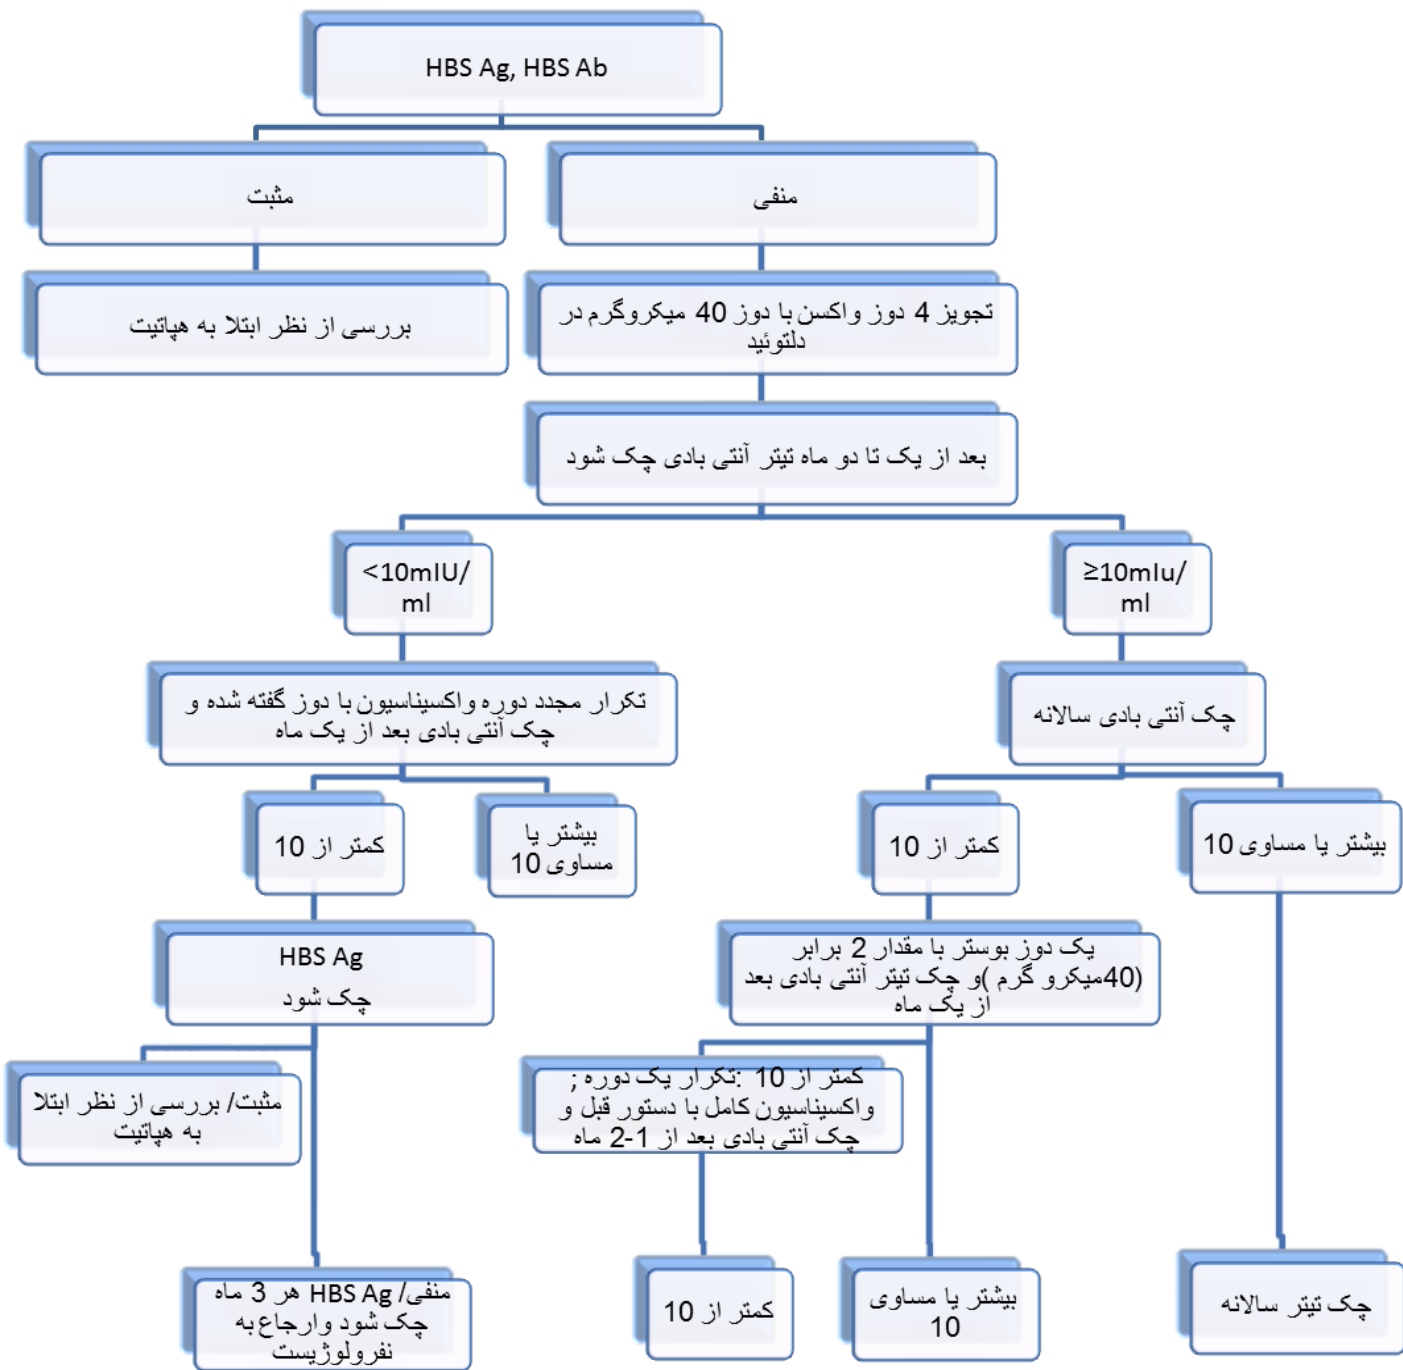 HBS Ag, HBS Ab
مثبت
منفی
بررسی از نظر ابتلا به هپاتیت
تجویز 4 دوز واکسن با دوز 40 میکروگرم در
دلتوئید
بعد از یک تا دو ماه تیتر آنتی بادی چک شود
<10mIU/
ml
≥10mIu/
ml
تکرار مجدد دوره واکسیناسیون با دوز گفته شده و
چک آنتی بادی بعد از یک ماه
چک آنتی بادی سالانه
کمتر از 10
بیشتر یا
مساوی 10
کمتر از 10
بیشتر یا مساوی 10
HBS Ag
چک شود
یک دوز بوستر با مقدار 2 برابر
(40میکرو گرم )و چک تیتر آنتی بادی بعد
از یک ماه
مثبت/ بررسی از نظر ابتلا
به هپاتیت
کمتر از 10 :تکرار یک دوره ;
واکسیناسیون کامل با دستور قبل و
چک آنتی بادی بعد از 1-2 ماه
منفی/ HBS Ag هر 3 ماه
چک شود وارجاع به
نفرولوژیست
کمتر از 10
بیشتر یا مساوی
10
چک تیتر سالانه